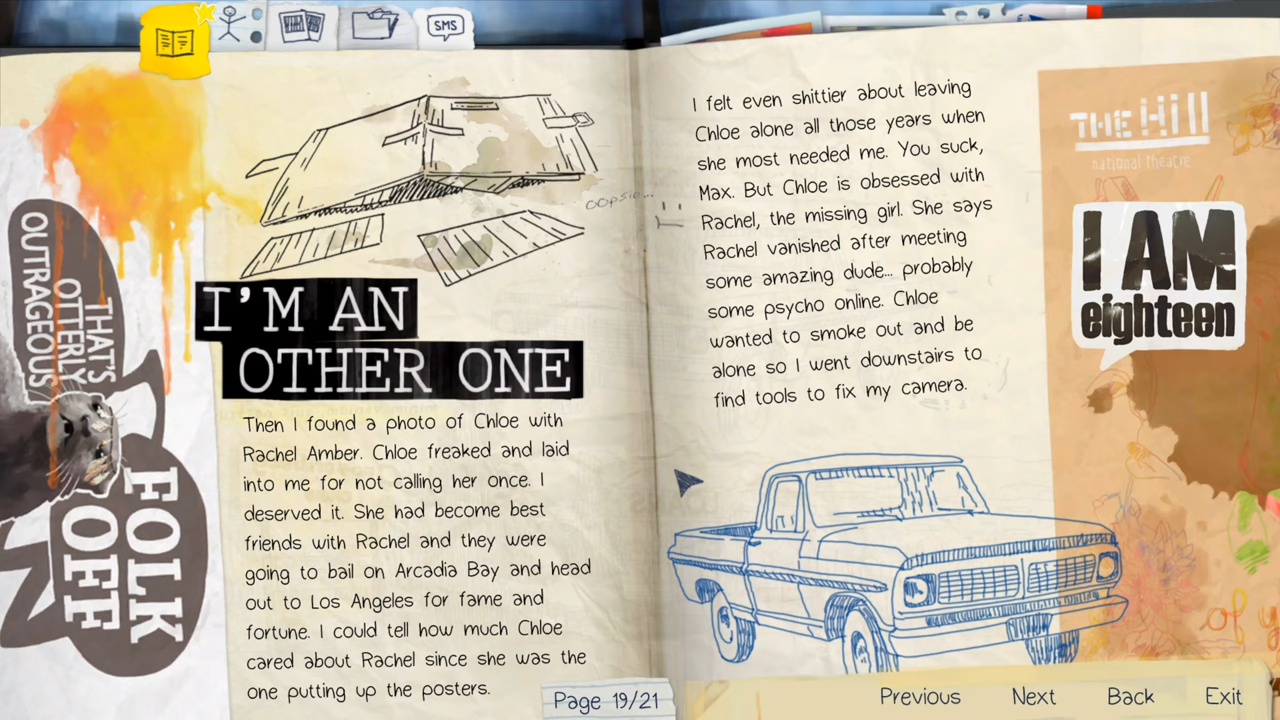 SMS
THAT'S
OTTERLY
OUTRAGEOUS
FOLK
OFF
oopsie...
I'M AN
OTHER ONE
Then I found a photo of Chloe with
Rachel Amber. Chloe freaked and laid
into me for not calling her once. I
deserved it. She had become best
friends with Rachel and they were
going to bail on Arcadia Bay and head
out to Los Angeles for fame and
fortune. I could tell how much Chloe
cared about Rachel since she was the
one putting up the posters.
I felt even shittier about leaving
Chloe alone all those years when
she most needed me. You suck,
Max. But Chloe is obsessed with
Rachel, the missing girl. She says
Rachel vanished after meeting
some amazing dude... probably
some psycho online. Chloe
wanted to smoke out and be
alone so I went downstairs to
find tools to fix my camera.
THE Hill
national theatre
I AM
eighteen
of y
Page 19/21
Previous
Next
Back
Exit